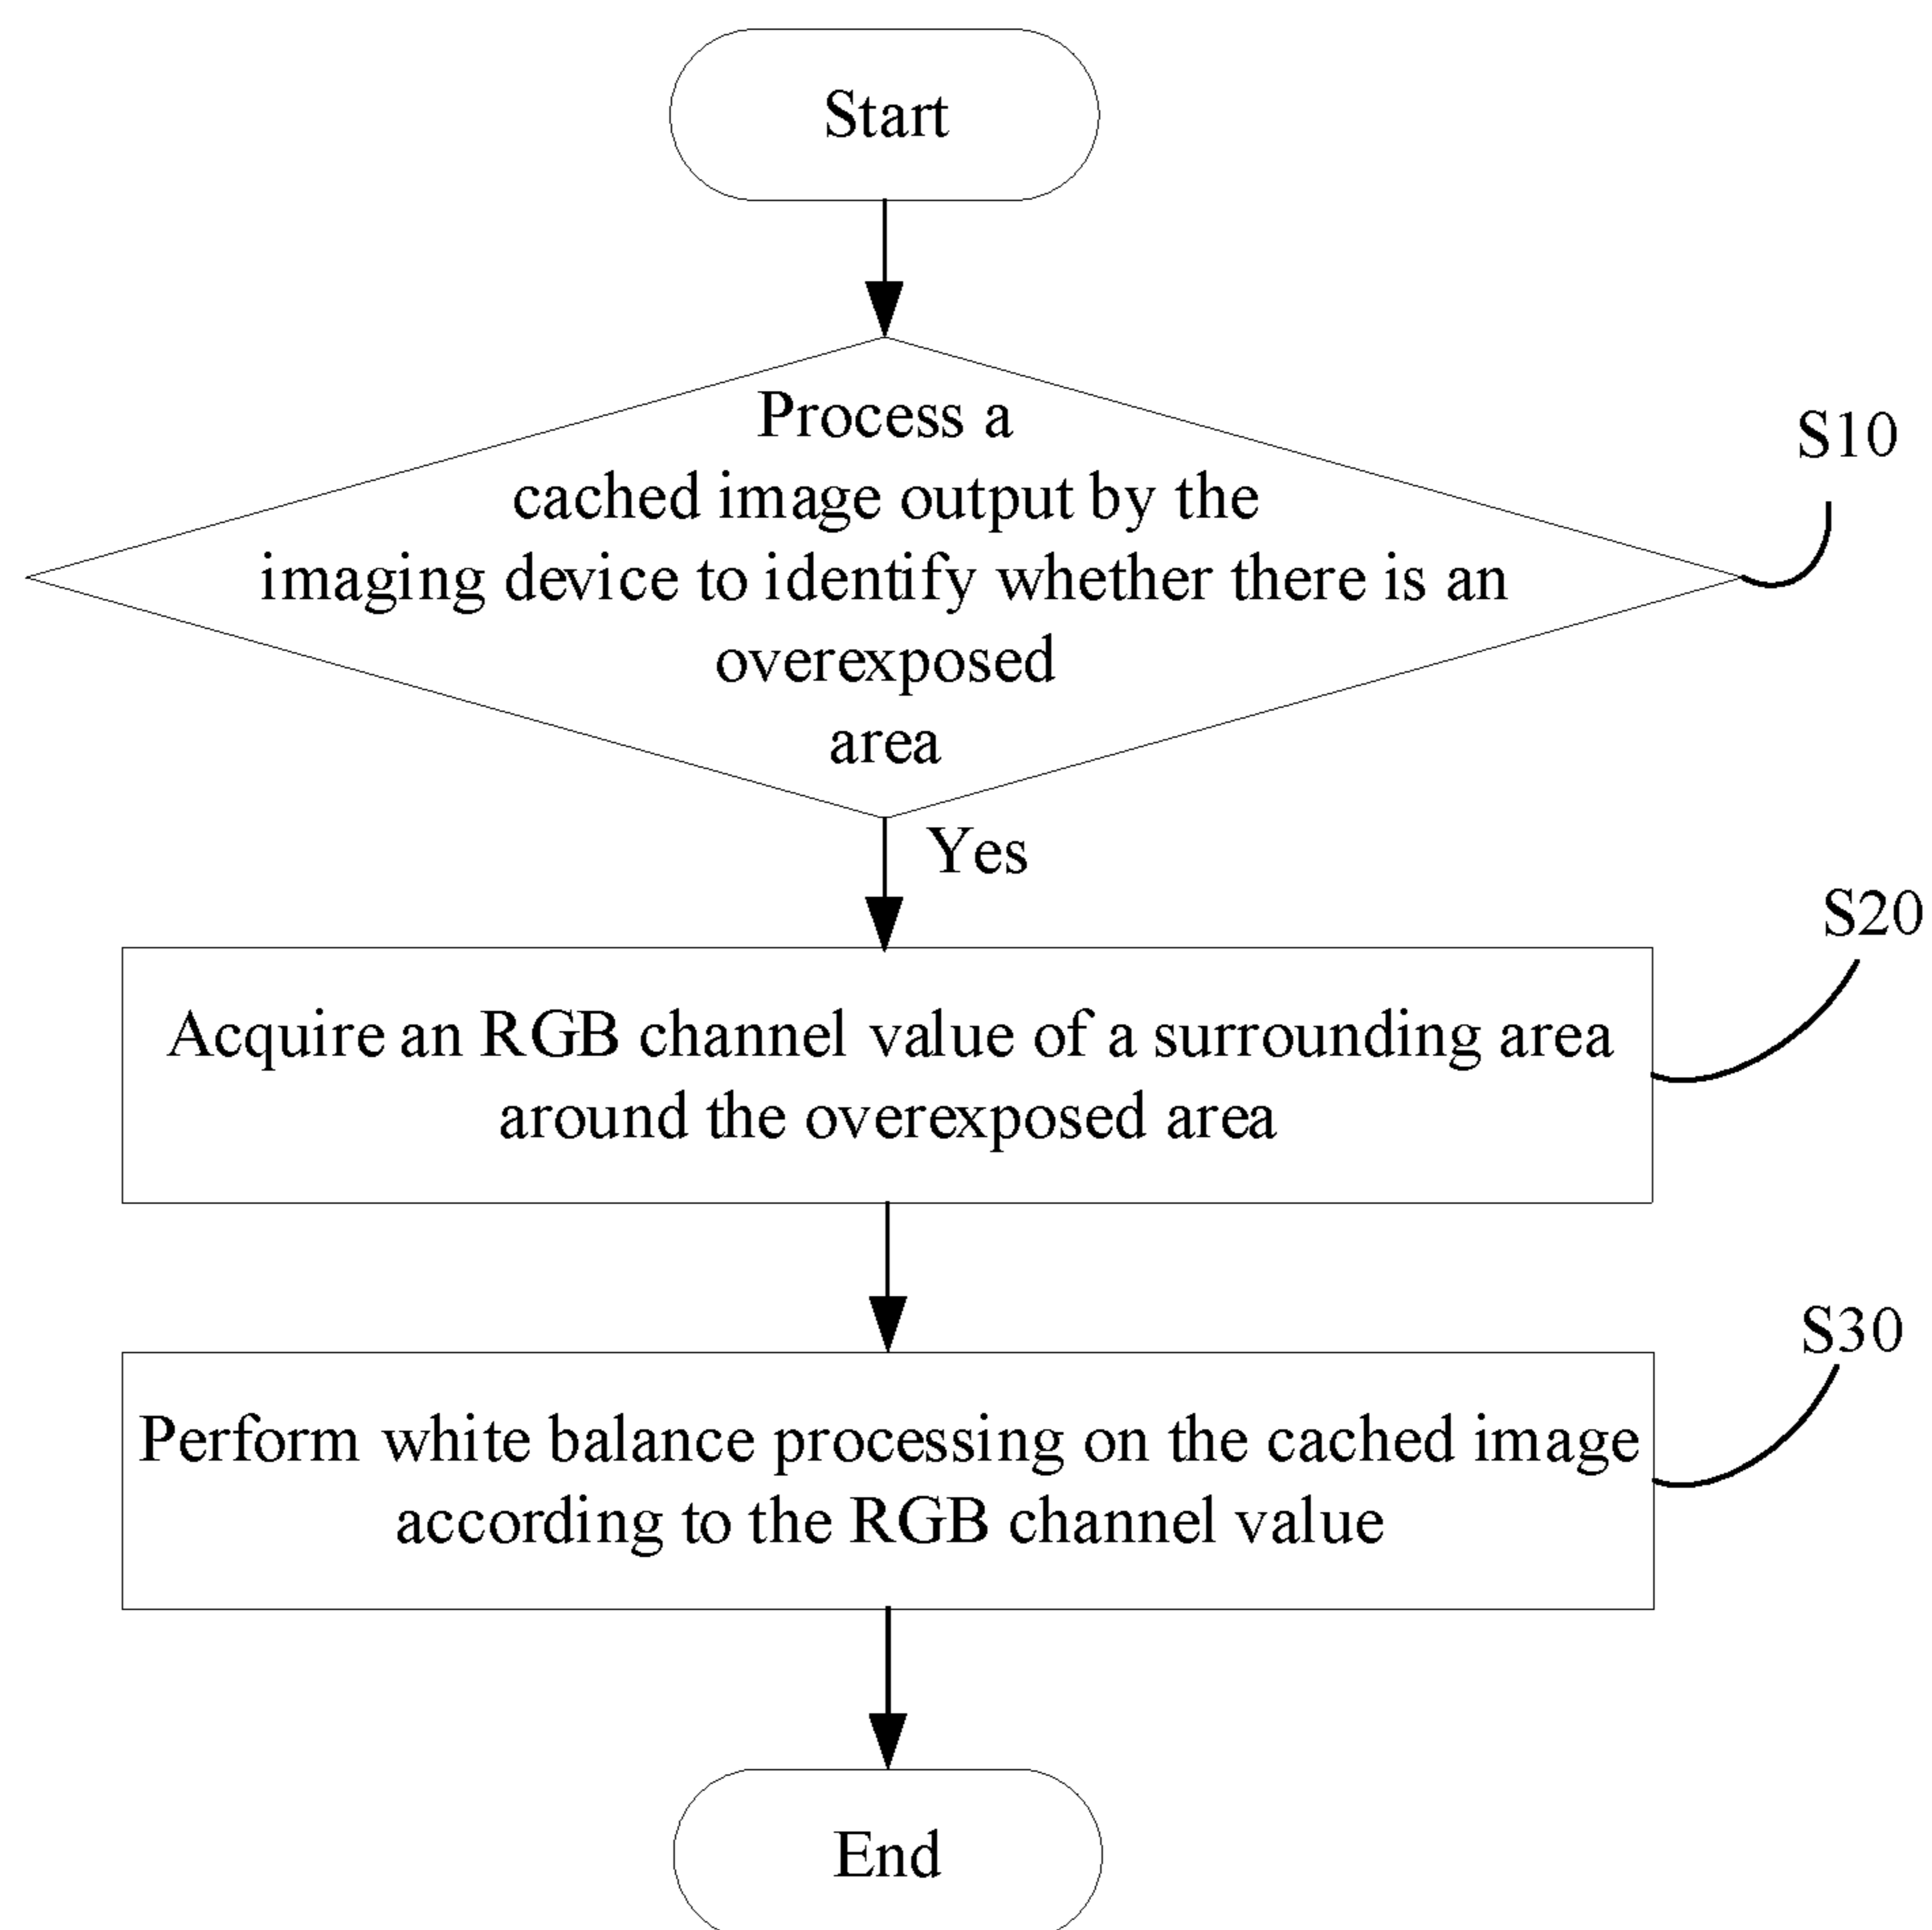 Start
Process a
cached image output by the
imaging device to identify whether there is an
overexposed
area
S10
Yes
S20
Acquire an RGB channel value of a surrounding area
around the overexposed area
S30
Perform white balance processing on the cached image
according to the RGB channel value
End